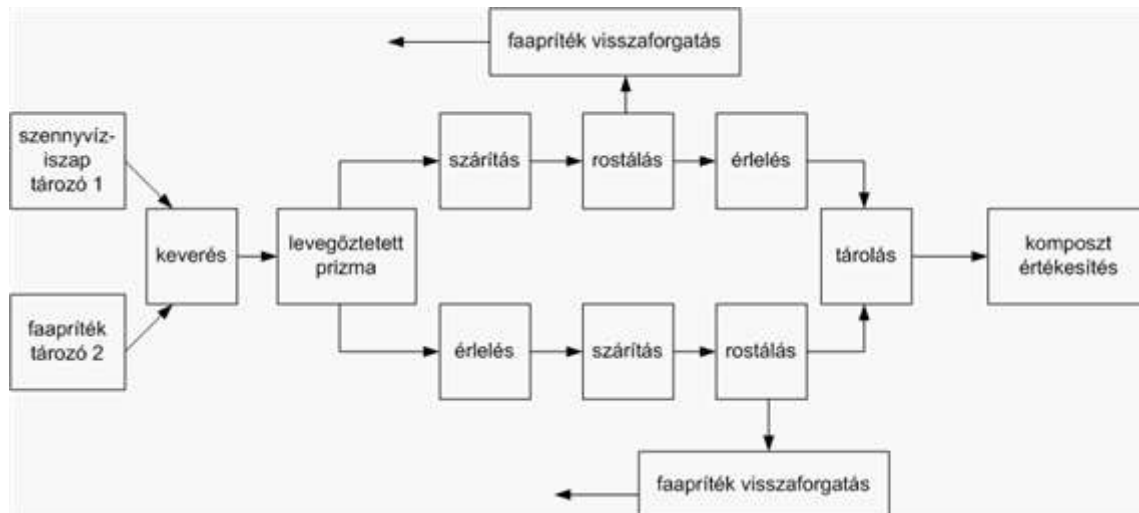 faapríték visszaforgatás
szennyvíz-
iszap
tározó 1
szárítás
rostálás
érlelés
keverés
levegőztetett
prizma
tárolás
komposzt
értékesítés
faapríték
tározó 2
érlelés
szárítás
rostálás
faapríték visszaforgatás